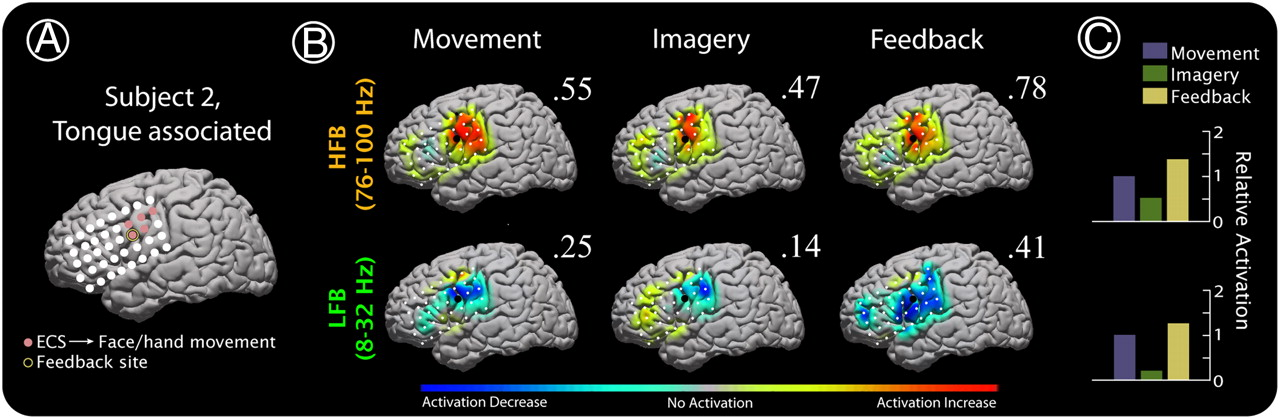 A
Subject 2,
Tongue associated
ECS → Face/hand movement
Feedback site
B
Movement
Imagery
Feedback
HFB
(76-100 Hz)
.55
.47
.78
LFB
(8-32 Hz)
.25
.14
.41
Activation Decrease
No Activation
Activation Increase
C
Movement
Imagery
Feedback
2
1
0
2
1
0
Relative Activation